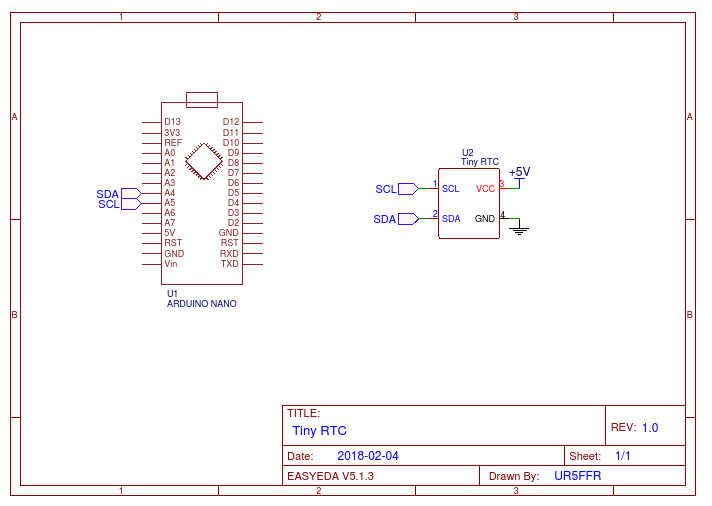 1 2 3
A A
B B
D13 D12
3V3 D11
REF D10
A0 D9
A1 D8
A2 D7
A3 D6
SDA A4 D5
SCL A5 D4
A6 D3
A7 D2
5V GND
RST RST
GND RXD
Vin TXD
U1
ARDUINO NANO
U2
Tiny RTC
+5V
SCL 1 SCL VCC 3
SDA 2 SDA GND 4
TITLE:
Tiny RTC
REV: 1.0
Date: 2018-02-04 Sheet: 1/1
EASYEDA V5.1.3 Drawn By: UR5FFR
1 2 3